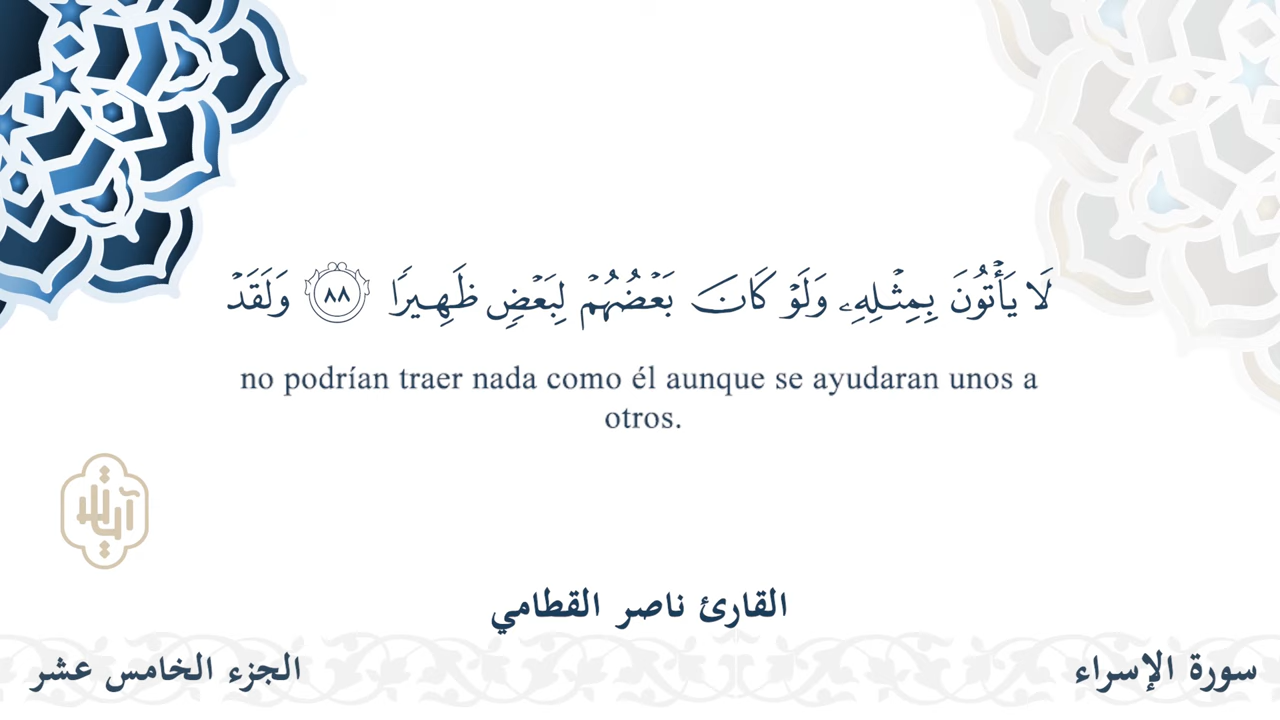 لَا يَأْتُونَ بِمِثْلِهِۦ وَلَوْ كَانَ بَعْضُهُمْ لِبَعْضٍ ظَهِيرًا ٨٨ وَلَقَدْ
no podrían traer nada como él aunque se ayudaran unos a
otros.
القارئ ناصر القطامي
سورة الإسراء
الجزء الخامس عشر